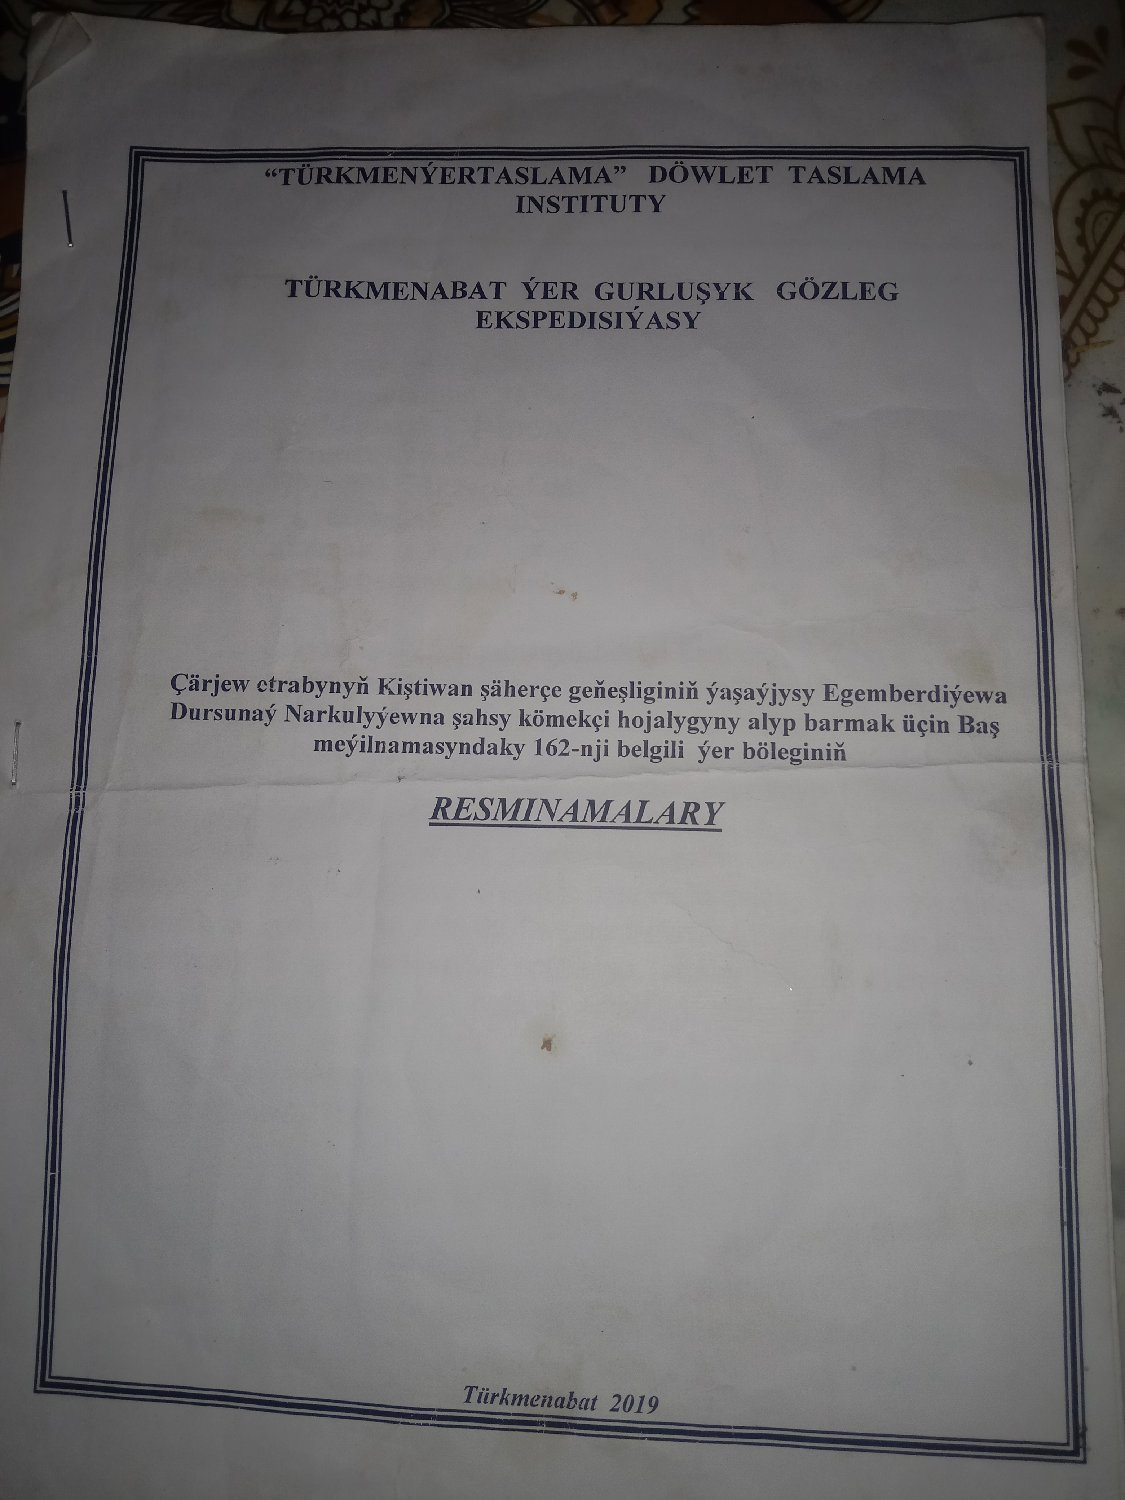 “TÜRKMENÝERTASLAMA” DÖWLET TASLAMA
INSTITUTY
TÜRKMENABAT ÝER GURLUŞYK GÖZLEG
EKSPEDISIÝASY
Çärjew etrabynyň Kiştiwan şäherçe geňeşliginiň ýaşaýjysy Egemberdiýewa
Dursunaý Narkulyýewna şahsy kömekçi hojalygyny alyp barmak üçin Baş
meýilnamasyndaky 162-nji belgili ýer böleginiň
RESMINAMALARY
Türkmenabat 2019